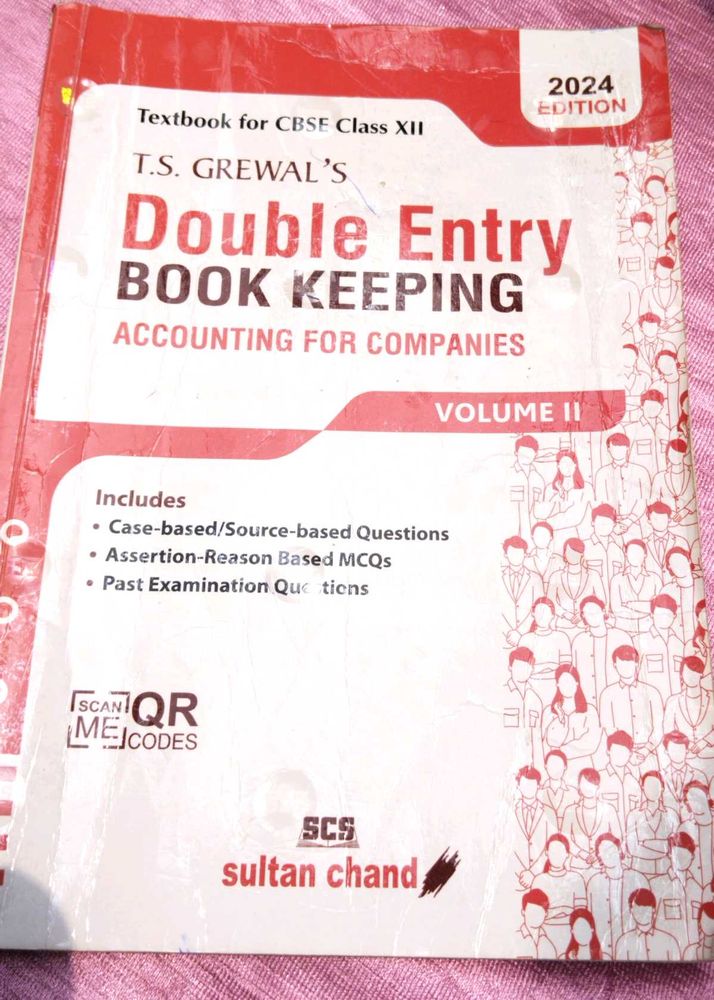 2024
EDITION
Textbook for CBSE Class XII
T.S. GREWAL'S
Double Entry
BOOK KEEPING
ACCOUNTING FOR COMPANIES
VOLUME II
Includes
• Case-based/Source-based Questions
• Assertion-Reason Based MCQs
• Past Examination Questions
SCAN ME QR CODES
SCS
sultan chand